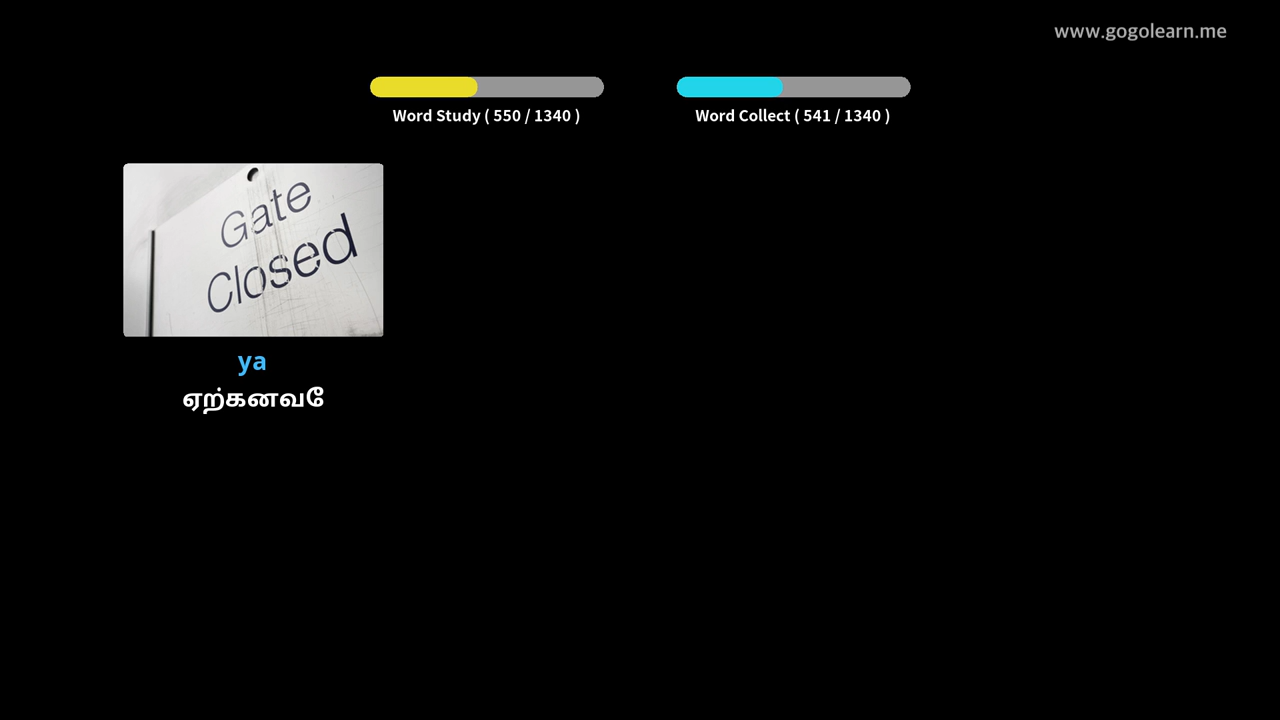 www.gogolearn.me
Word Study ( 550 / 1340 )
Word Collect ( 541 / 1340 )
Gate
Closed
ya
ஏற்கனவே